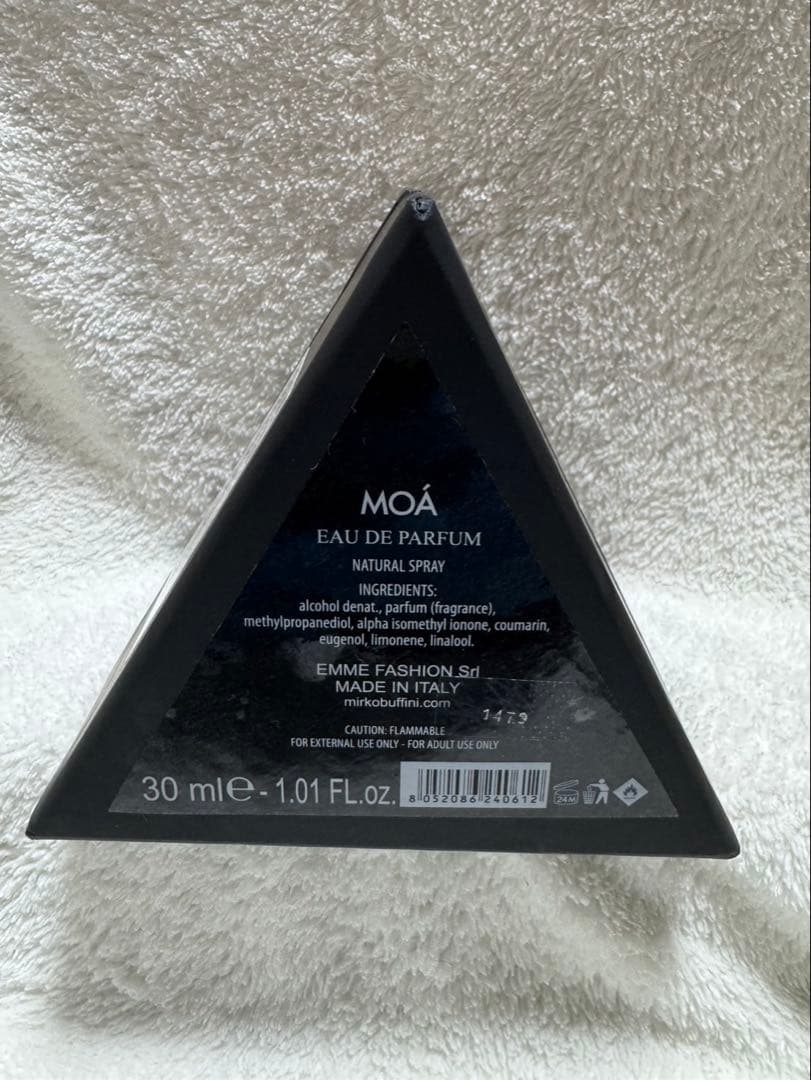 MOÁ
EAU DE PARFUM
NATURAL SPRAY
INGREDIENTS:
alcohol denat., parfum (fragrance),
methylpropanediol, alpha isomethyl ionone, coumarin,
eugenol, limonene, linalool.
EMME FASHION Srl
MADE IN ITALY
mirkobuffini.com
1479
CAUTION: FLAMMABLE
FOR EXTERNAL USE ONLY - FOR ADULT USE ONLY
30 ml℮ - 1.01 FL.oz.
8 052086 240612
24M